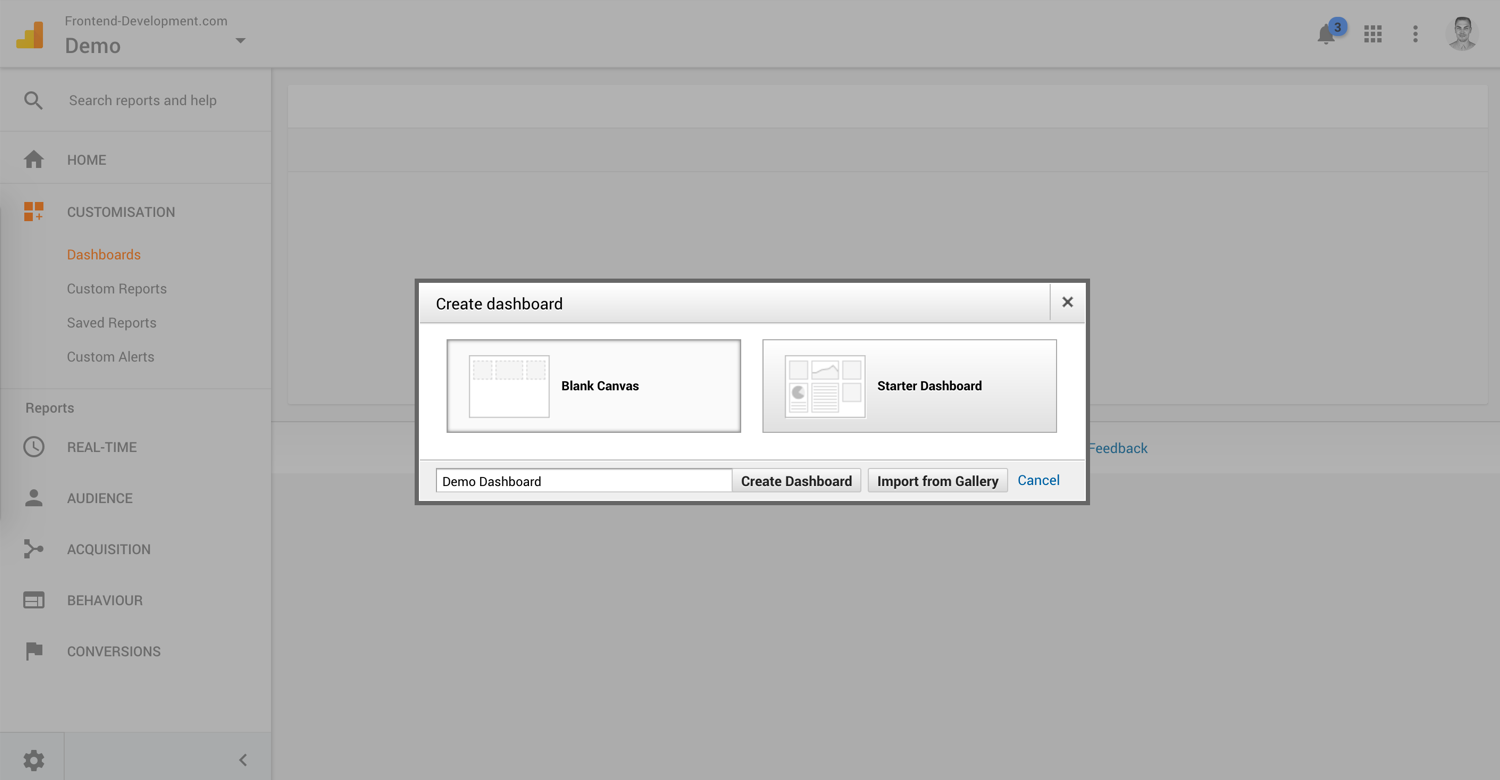 Frontend-Development.com
Demo
3
Search reports and help
HOME
CUSTOMISATION
Dashboards
Custom Reports
Saved Reports
Custom Alerts
Reports
REAL-TIME
AUDIENCE
ACQUISITION
BEHAVIOUR
CONVERSIONS
Create dashboard
Blank Canvas
Starter Dashboard
Demo Dashboard Create Dashboard Import from Gallery Cancel
Feedback